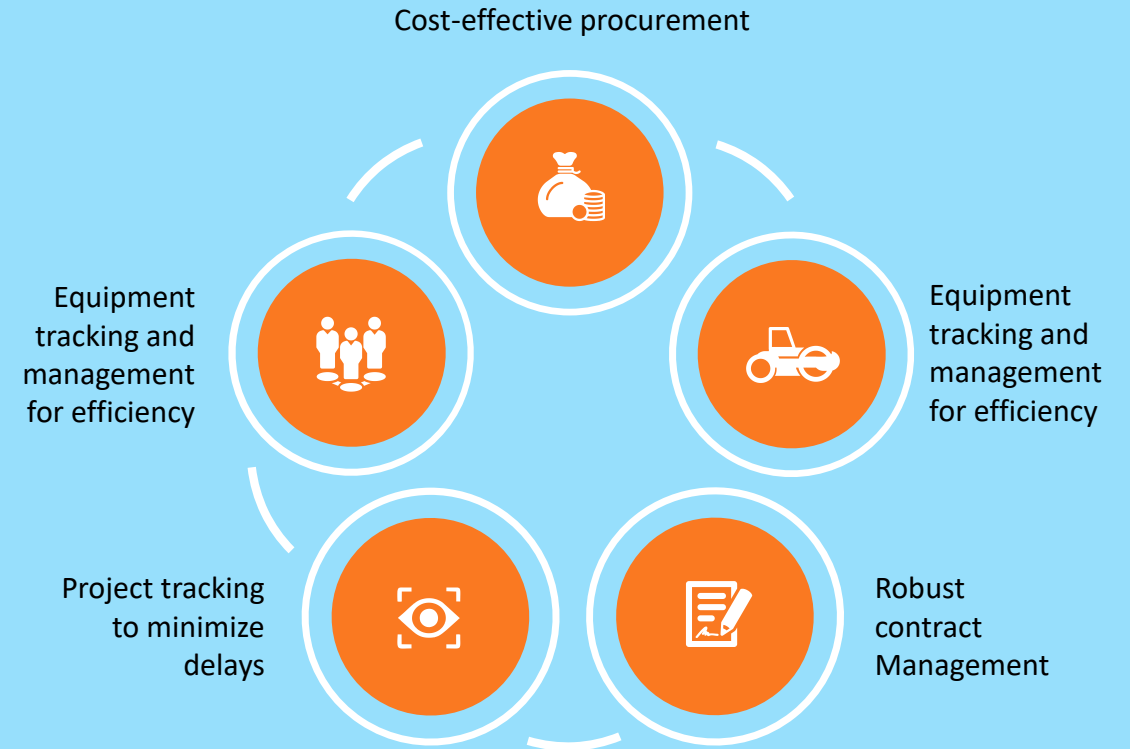 Cost-effective procurement
Equipment
tracking and
management
for efficiency
Equipment
tracking and
management
for efficiency
Project tracking
to minimize
delays
Robust
contract
Management